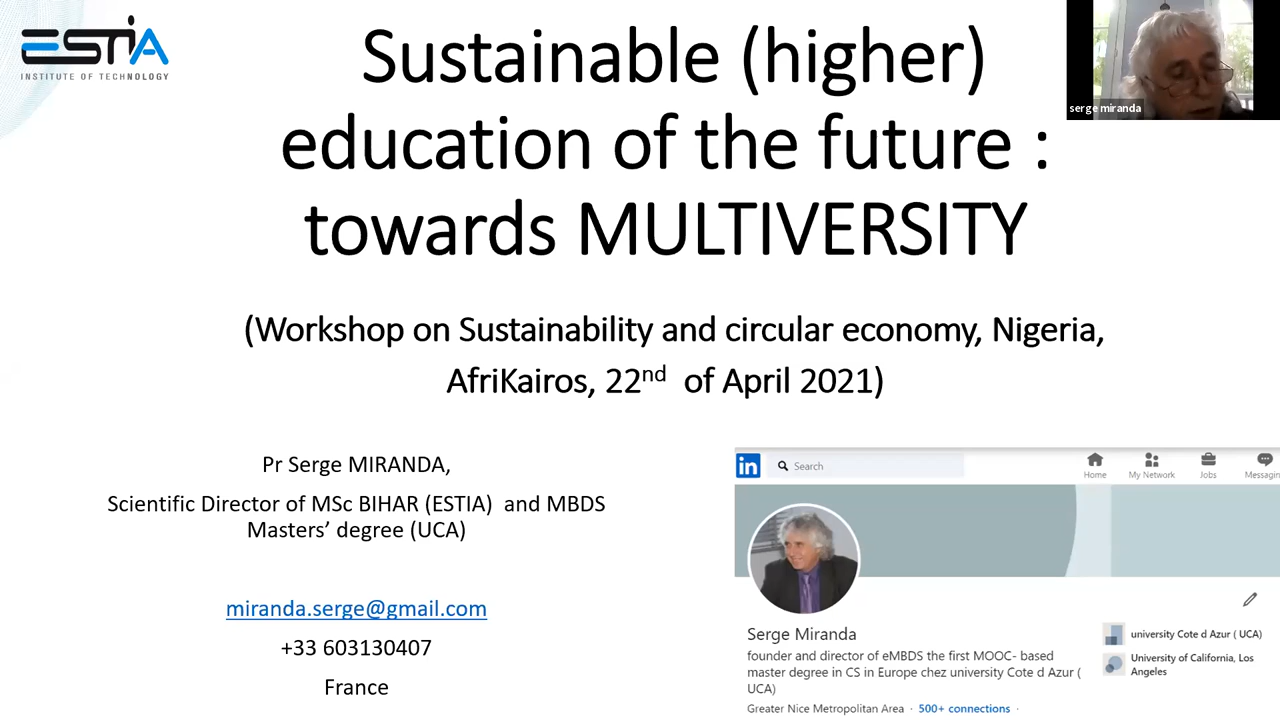 ESTIA
INSTITUTE OF TECHNOLOGY
Sustainable (higher)
education of the future :
towards MULTIVERSITY
serge miranda
(Workshop on Sustainability and circular economy, Nigeria,
AfriKairos, 22nd of April 2021)
Pr Serge MIRANDA,
Scientific Director of MSc BIHAR (ESTIA) and MBDS
Masters’ degree (UCA)
miranda.serge@gmail.com
+33 603130407
France
in
Search
Home
My Network
Jobs
Messagin
Serge Miranda
founder and director of eMBDS the first MOOC- based
master degree in CS in Europe chez university Cote d Azur (
UCA)
Greater Nice Metropolitan Area · 500+ connections ·
university Cote d Azur ( UCA)
University of California, Los
Angeles